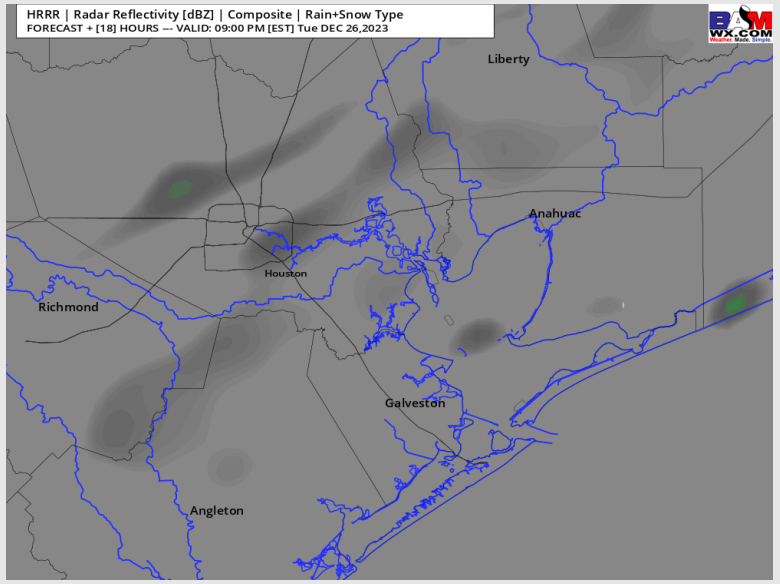 HRRR | Radar Reflectivity [dBZ] | Composite | Rain+Snow Type
FORECAST + [18] HOURS --- VALID: 09:00 PM [EST] Tue DEC 26,2023
BAM
WX.COM
Weather. Made. Simple.
Liberty
Anahuac
Houston
Richmond
Galveston
Angleton